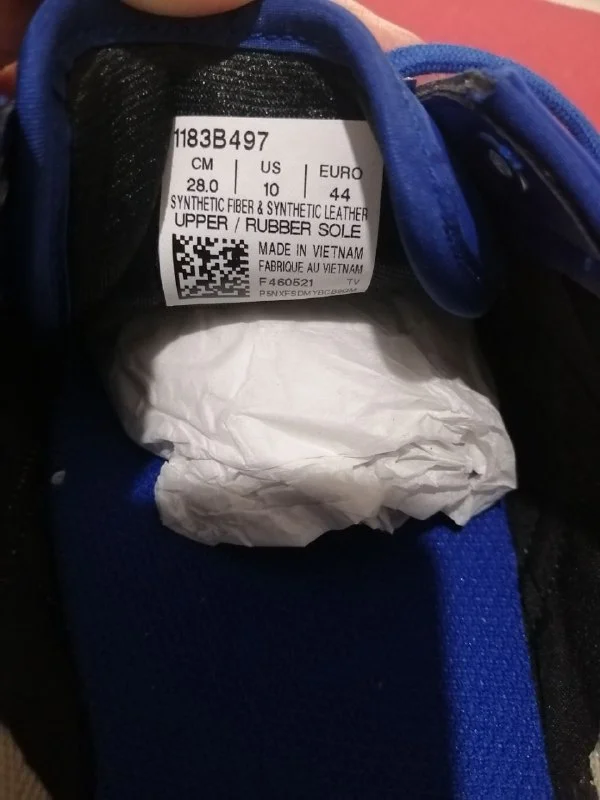 1183B497
CM | US | EURO
28.0 | 10 | 44
SYNTHETIC FIBER & SYNTHETIC LEATHER
UPPER / RUBBER SOLE
MADE IN VIETNAM
FABRIQUE AU VIETNAM
F460521 TV